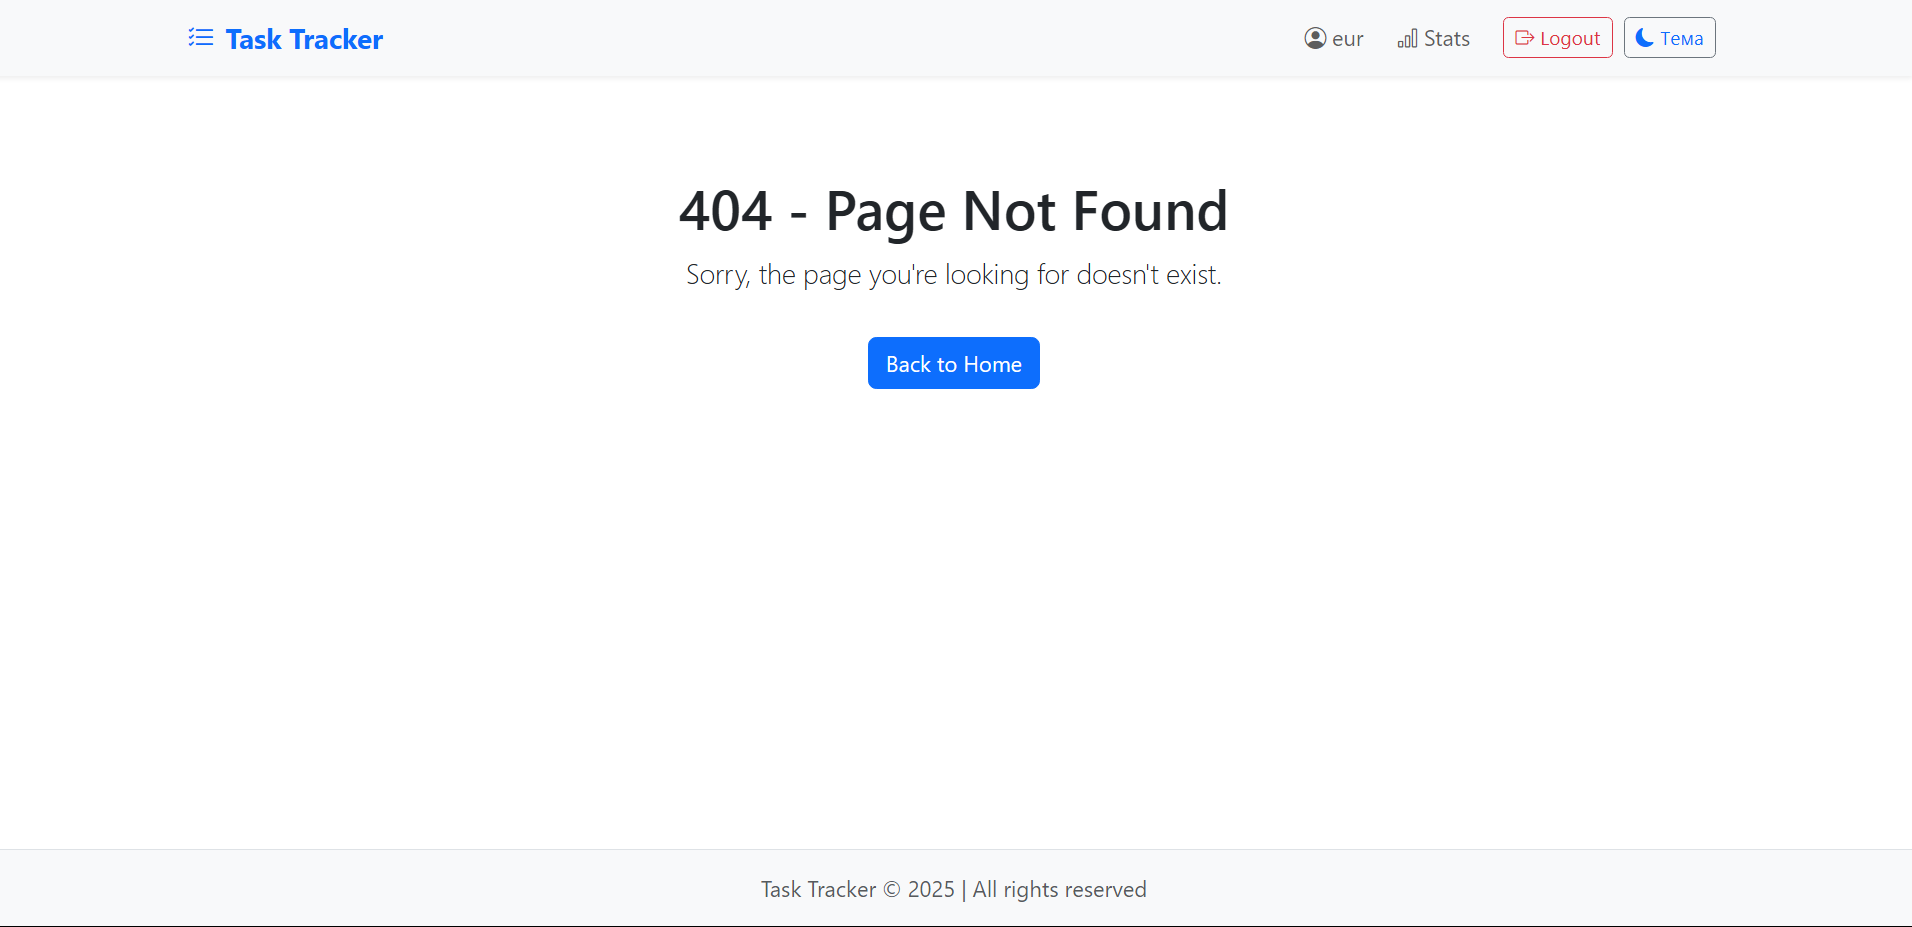 Task Tracker
eur
Stats
Logout
Тема
404 - Page Not Found
Sorry, the page you're looking for doesn't exist.
Back to Home
Task Tracker © 2025 | All rights reserved